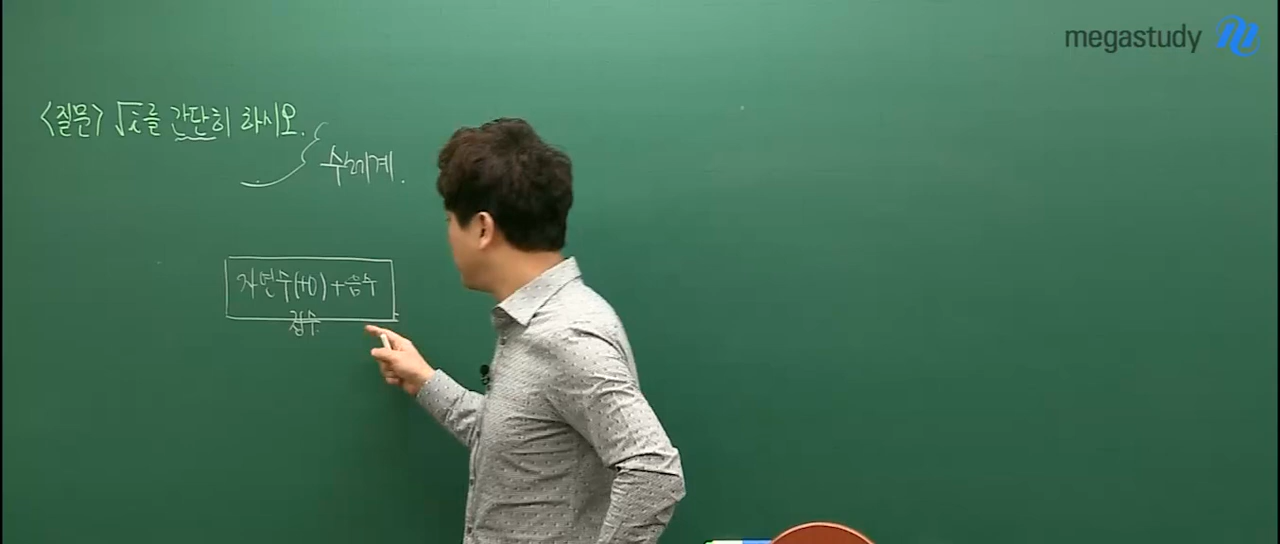 megastudy
<질문> √i를 간단히 하시오.
수체계.
자연수(+0)+음수
정수